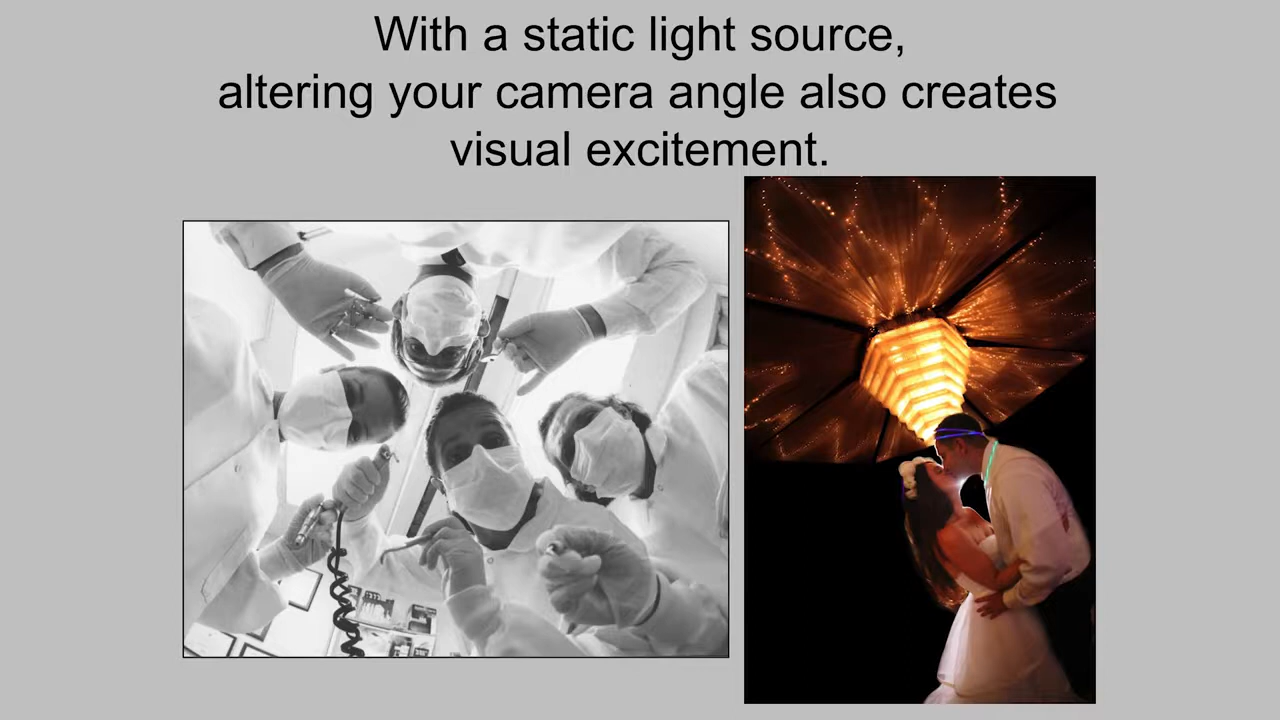 With a static light source,
altering your camera angle also creates
visual excitement.